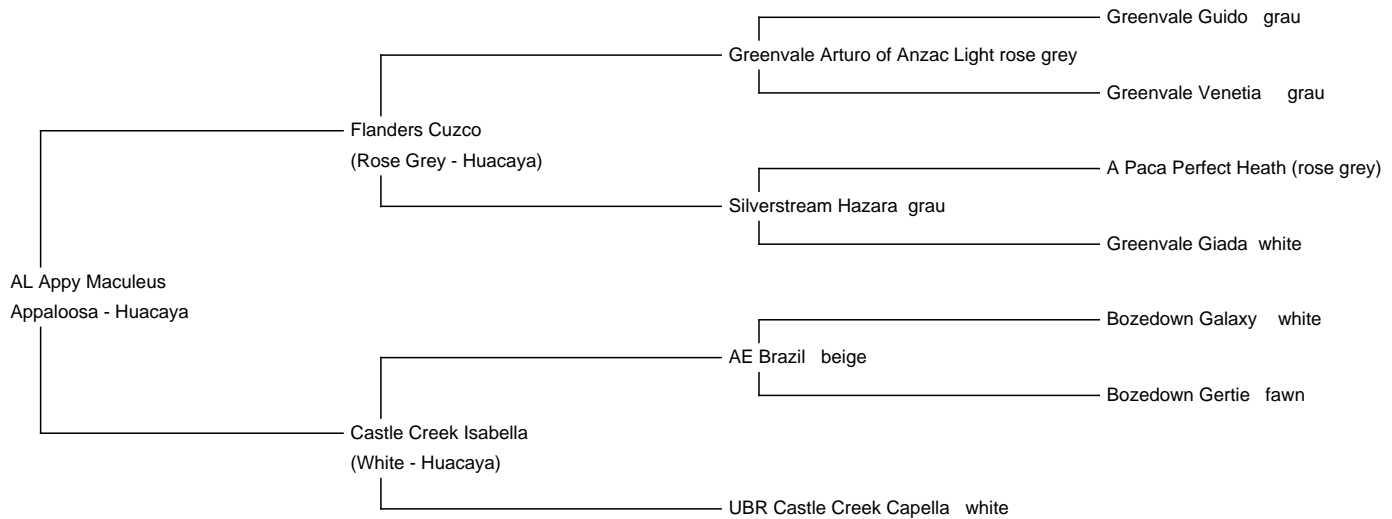 Greenvale Guido grau
Greenvale Arturo of Anzac Light rose grey
Greenvale Venetia grau
Flanders Cuzco
(Rose Grey - Huacaya)
A Paca Perfect Heath (rose grey)
Silverstream Hazara grau
Greenvale Giada white
AL Appy Maculeus
Appaloosa - Huacaya
Bozedown Galaxy white
AE Brazil beige
Bozedown Gertie fawn
Castle Creek Isabella
(White - Huacaya)
UBR Castle Creek Capella white